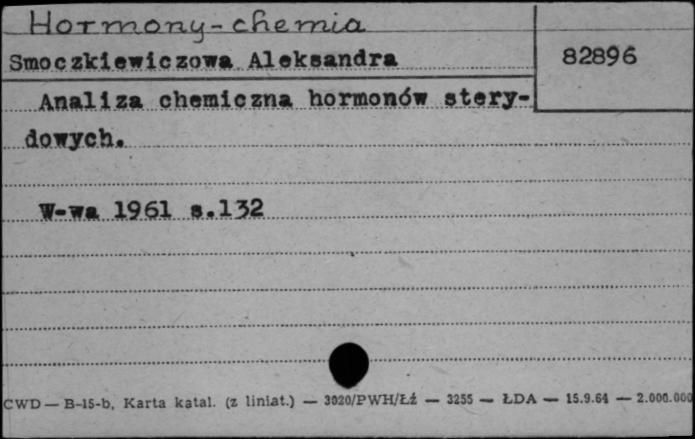 Hormony-chemia
Smoczkiewiczowa Aleksandra
82896
Analiza chemiczna hormonów stery-
dowych.
W-wa 1961 s.132
CWD — B-15-b, Karta katal. (z liniat.) — 3020/PWH/Łź — 3255 — ŁDA — 15.9.64 — 2.000.000